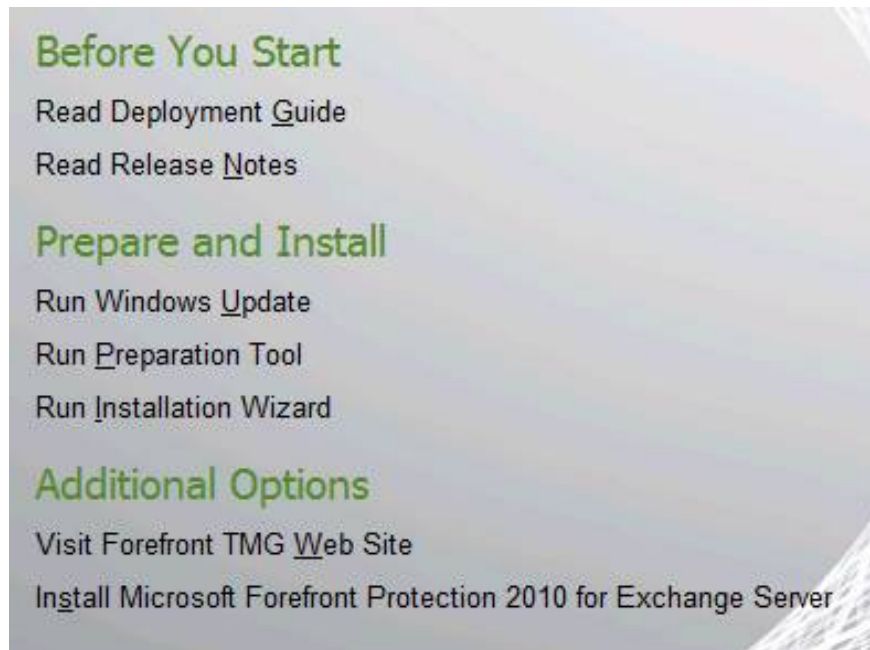 Before You Start
Read Deployment Guide
Read Release Notes
Prepare and Install
Run Windows Update
Run Preparation Tool
Run Installation Wizard
Additional Options
Visit Forefront TMG Web Site
Install Microsoft Forefront Protection 2010 for Exchange Server